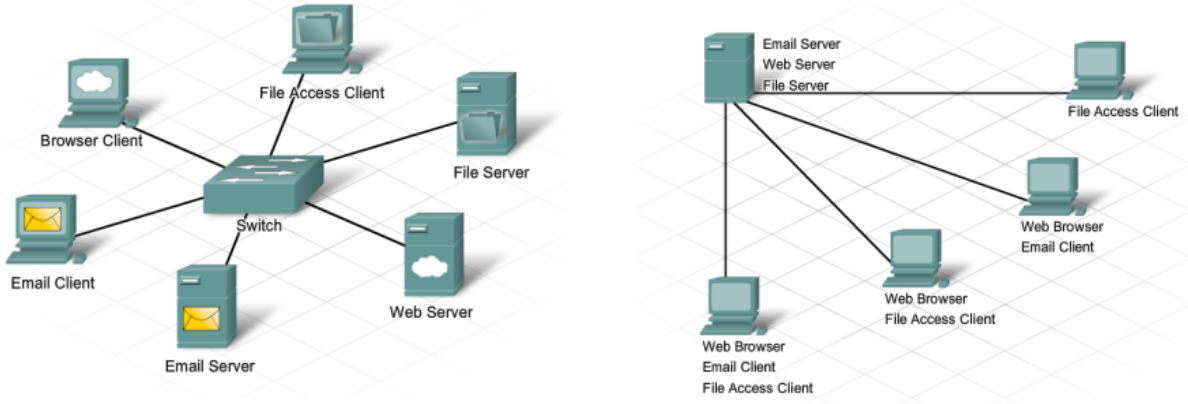 File Access Client
Browser Client
File Server
Switch
Email Client
Web Server
Email Server
Email Server
Web Server
File Server
File Access Client
Web Browser
Email Client
Web Browser
File Access Client
Web Browser
Email Client
File Access Client